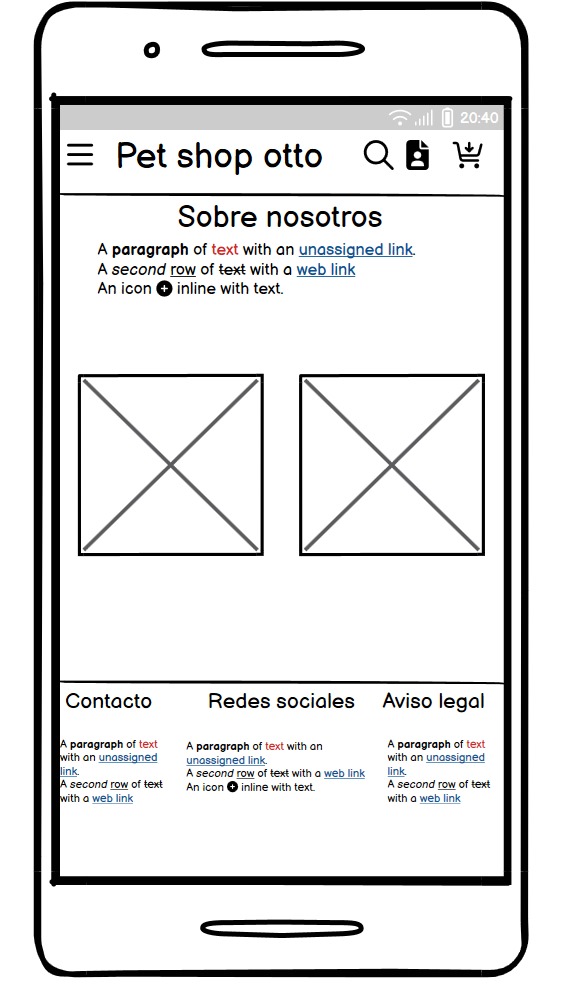 20:40
Pet shop otto
Sobre nosotros
A paragraph of text with an unassigned link.
A second row of text with a web link
An icon inline with text.
Contacto
A paragraph of text
with an unassigned
link.
A second row of text
with a web link
Redes sociales
A paragraph of text with an
unassigned link.
A second row of text with a web link
An icon inline with text.
Aviso legal
A paragraph of text
with an unassigned
link.
A second row of text
with a web link